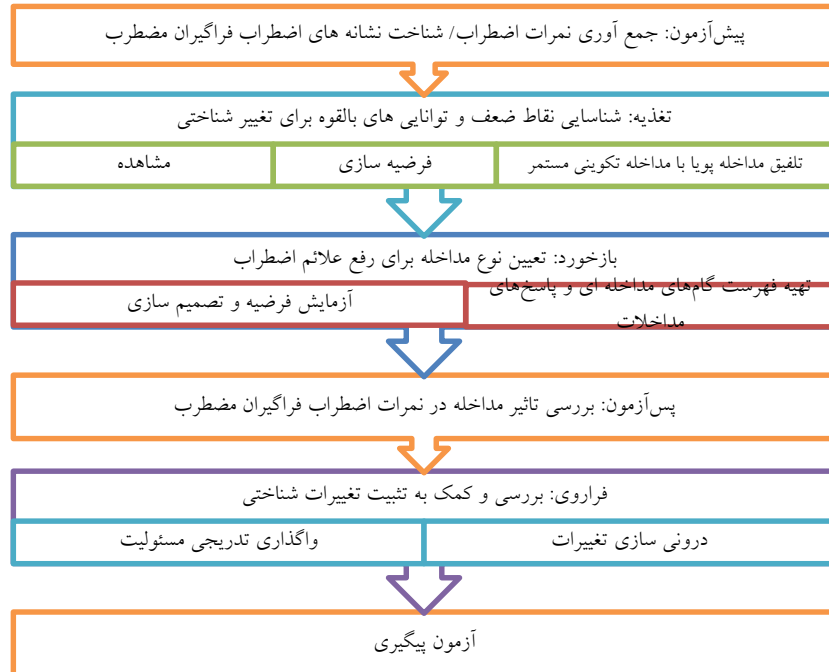 پیش‌آزمون: جمع آوری نمرات اضطراب/ شناخت نشانه های اضطراب فراگیران مضطرب
تغذیه: شناسایی نقاط ضعف و توانایی های بالقوه برای تغییر شناختی
تلفیق مداخله پویا با مداخله تکوینی مستمر
فرضیه سازی
مشاهده
بازخورد: تعیین نوع مداخله برای رفع علائم اضطراب
تهیه فهرست گام‌های مداخله ای و پاسخ‌های
مداخلات
آزمایش فرضیه و تصمیم سازی
پس‌آزمون: بررسی تاثیر مداخله در نمرات اضطراب فراگیران مضطرب
فراروی: بررسی و کمک به تثبیت تغییرات شناختی
درونی سازی تغییرات
واگذاری تدریجی مسئولیت
آزمون پیگیری